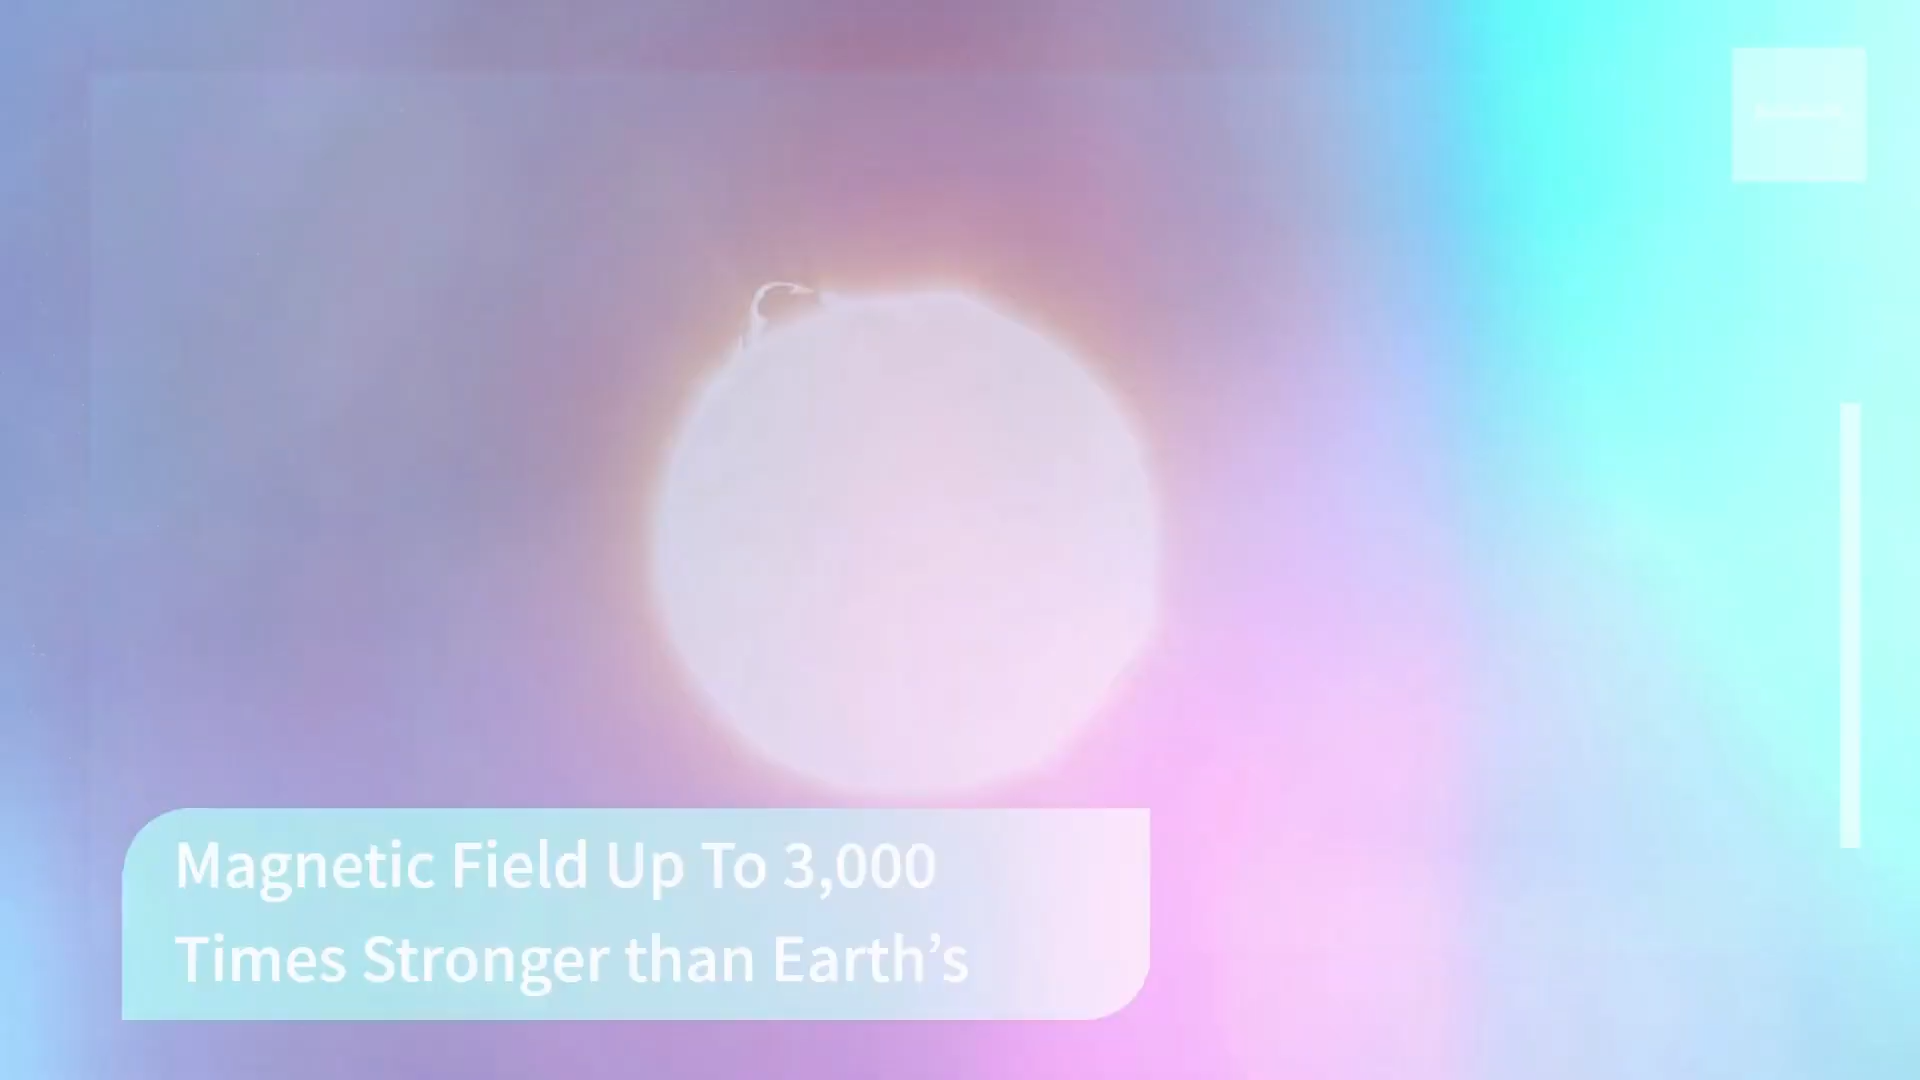 Magnetic Field Up To 3,000
Times Stronger than Earth’s